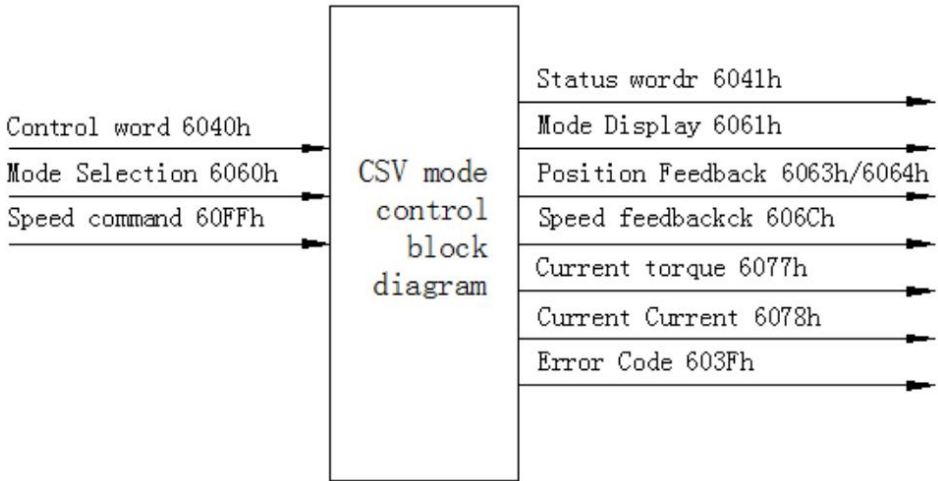 Control word 6040h
Mode Selection 6060h
Speed command 60FFh
CSV mode
control
block
diagram
Status wordr 6041h
Mode Display 6061h
Position Feedback 6063h/6064h
Speed feedbackck 606Ch
Current torque 6077h
Current Current 6078h
Error Code 603Fh